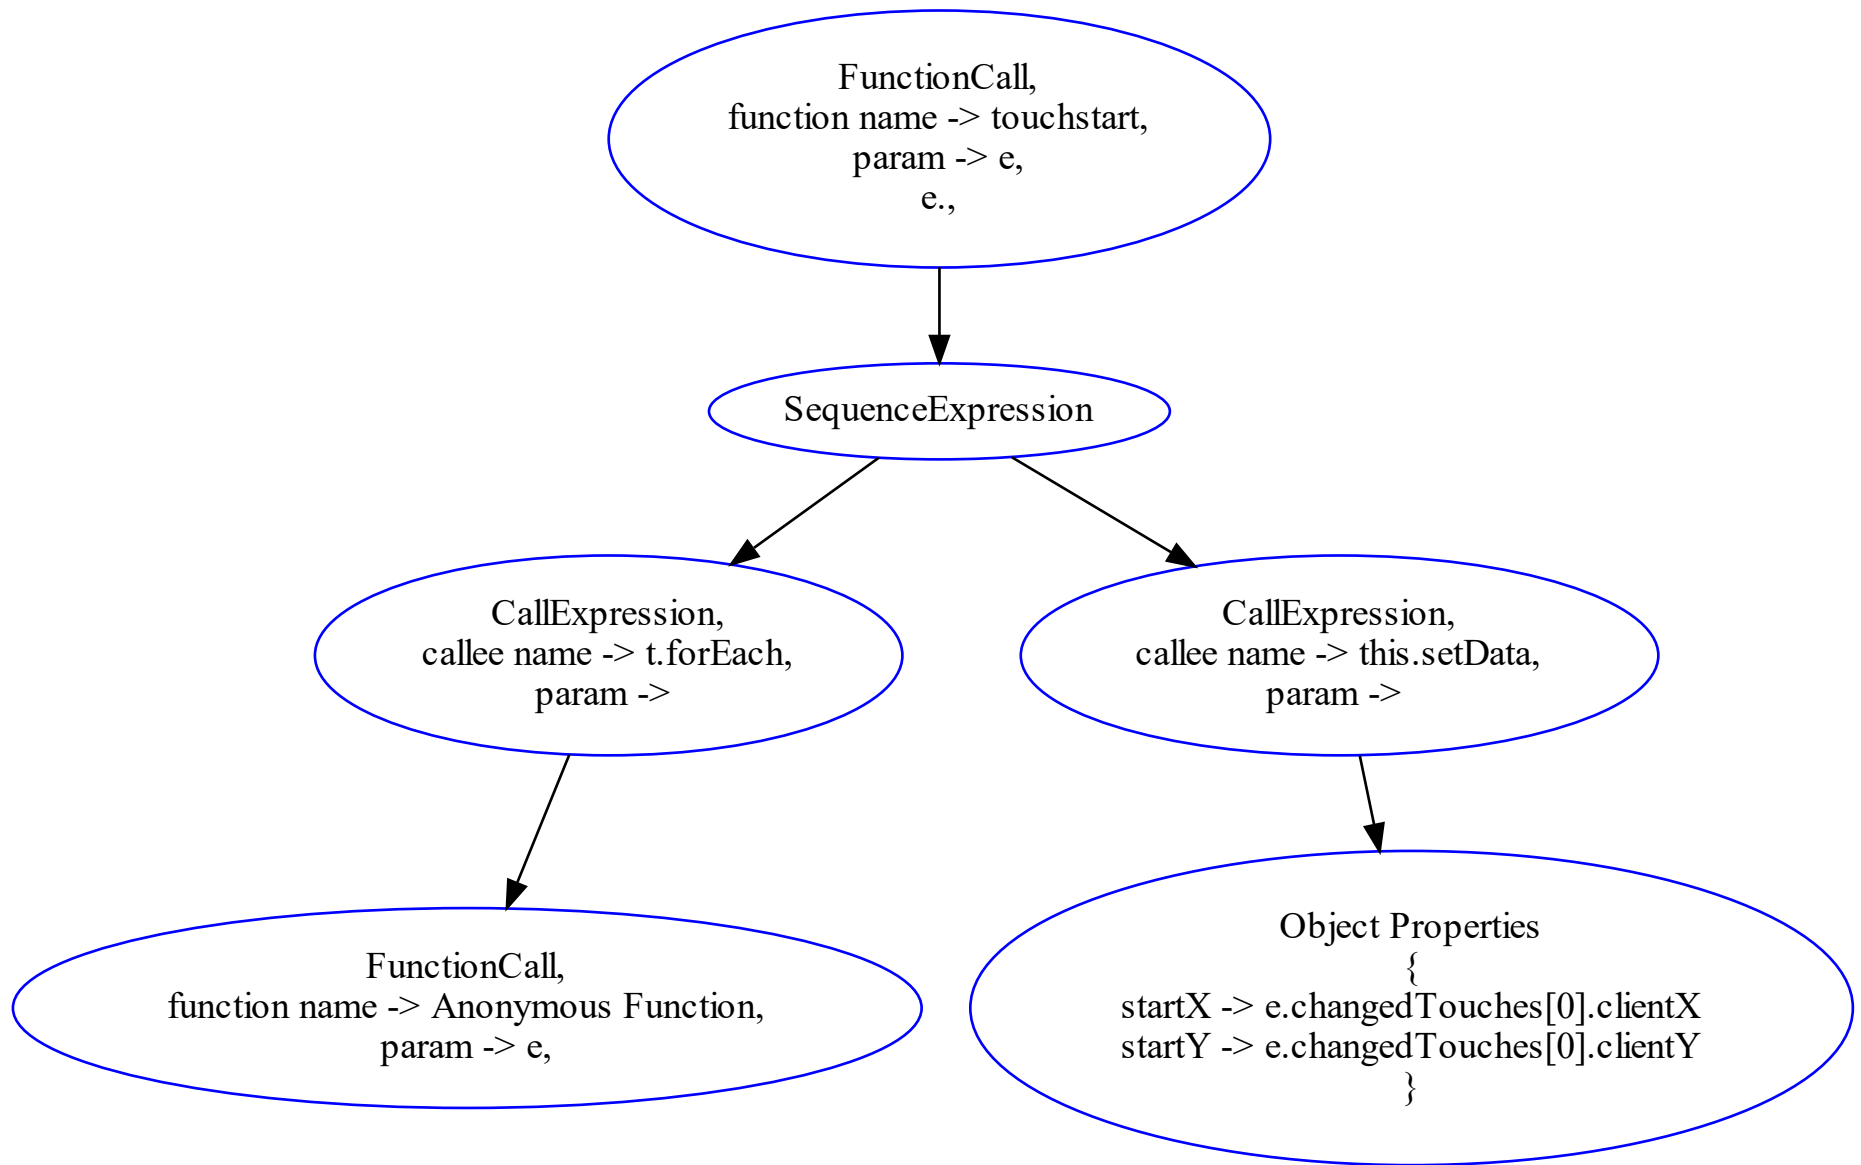 FunctionCall,
function name -> touchstart,
param -> e,
e.,
SequenceExpression
CallExpression,
callee name -> t.forEach,
param ->
CallExpression,
callee name -> this.setData,
param ->
FunctionCall,
function name -> Anonymous Function,
param -> e,
Object Properties
{
startX -> e.changedTouches[0].clientX
startY -> e.changedTouches[0].clientY
}